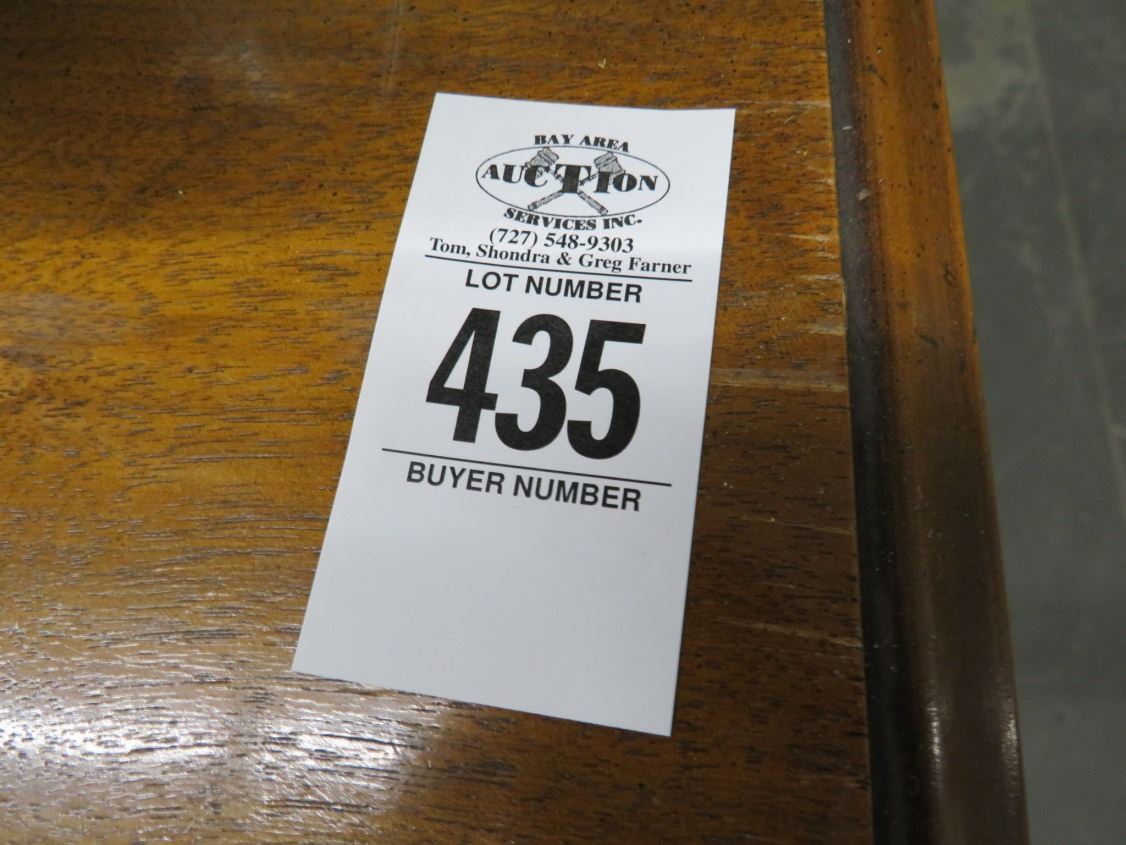 BAY AREA
AUCTION
SERVICES INC.
(727) 548-9303
Tom, Shondra & Greg Farner
LOT NUMBER
435
BUYER NUMBER